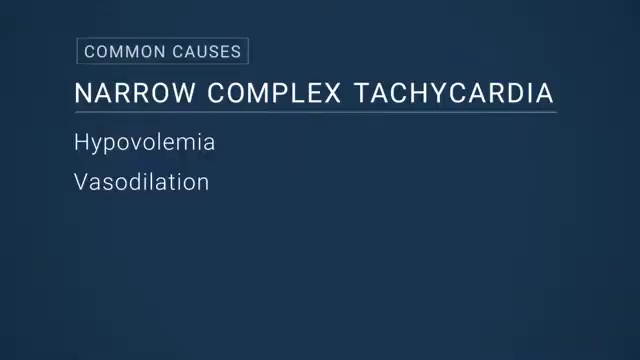 COMMON CAUSES
NARROW COMPLEX TACHYCARDIA
Hypovolemia
Vasodilation